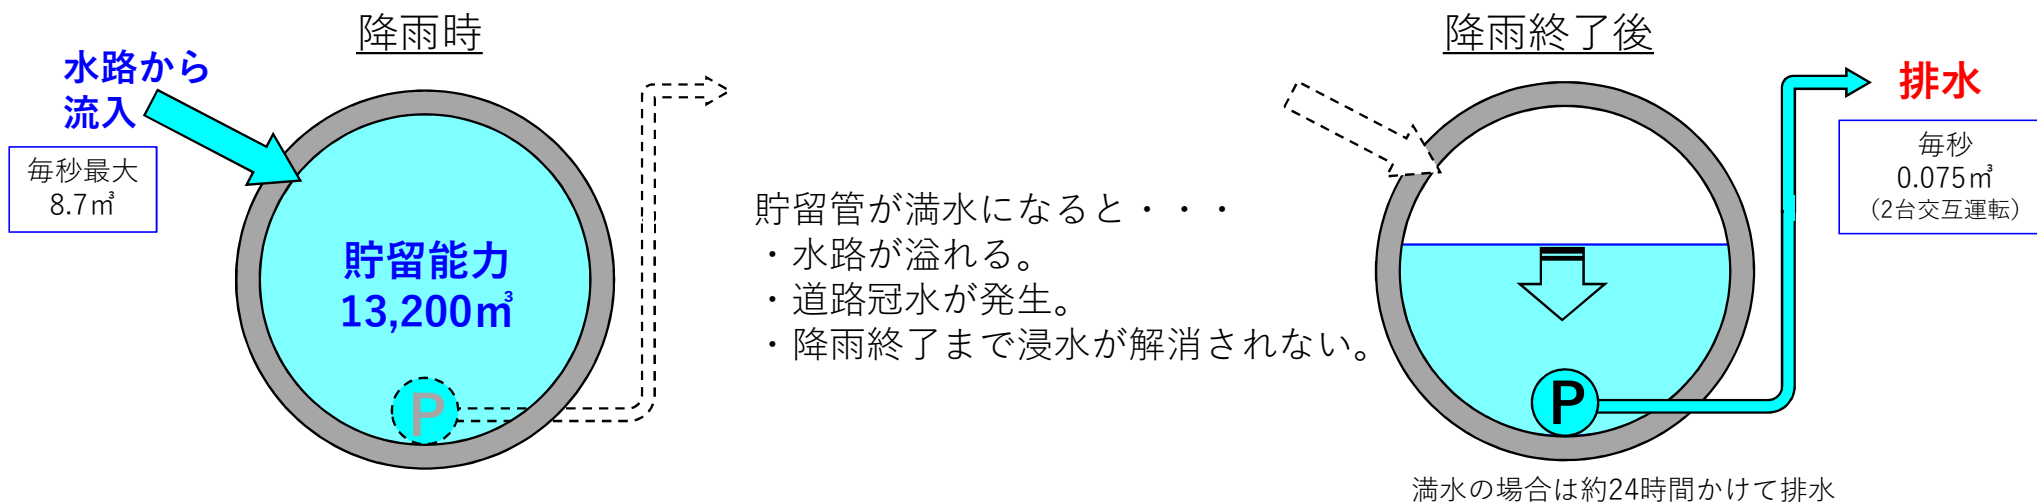 降雨時
水路から
流入
毎秒最大
8.7㎥
貯留能力
13,200㎥
P
貯留管が満水になると・・・
・水路が溢れる。
・道路冠水が発生。
・降雨終了まで浸水が解消されない。
降雨終了後
排水
毎秒
0.075㎥
（2台交互運転）
P
満水の場合は約24時間かけて排水